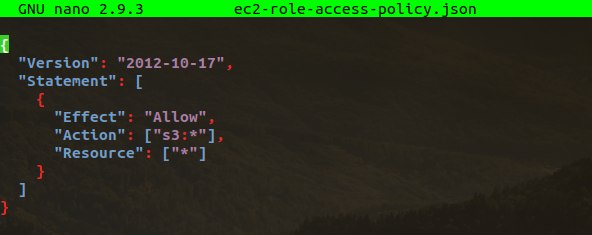 GNU nano 2.9.3 ec2-role-access-policy.json
{
  "Version": "2012-10-17",
  "Statement": [
    {
      "Effect": "Allow",
      "Action": ["s3:*"],
      "Resource": ["*"]
    }
  ]
}